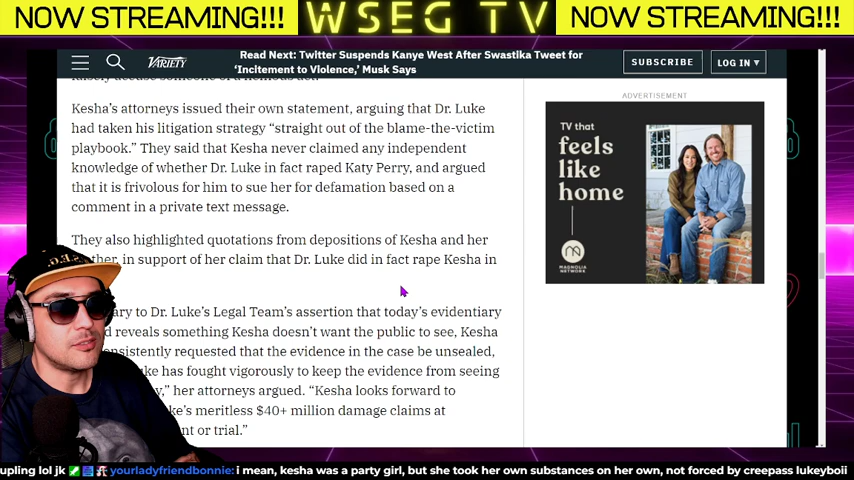 NOW STREAMING!!! WSEG TV NOW STREAMING!!!
VARIETY
Read Next: Twitter Suspends Kanye West After Swastika Tweet for
'Incitement to Violence,' Musk Says
SUBSCRIBE
LOG IN
someone of a heinous act.
Kesha's attorneys issued their own statement, arguing that Dr. Luke
had taken his litigation strategy “straight out of the blame-the-victim
playbook.” They said that Kesha never claimed any independent
knowledge of whether Dr. Luke in fact raped Katy Perry, and argued
that it is frivolous for him to sue her for defamation based on a
comment in a private text message.
They also highlighted quotations from depositions of Kesha and her
in support of her claim that Dr. Luke did in fact rape Kesha in
to Dr. Luke's Legal Team's assertion that today's evidentiary
reveals something Kesha doesn't want the public to see, Kesha
requested that the evidence in the case be unsealed,
has fought vigorously to keep the evidence from seeing
her attorneys argued. “Kesha looks forward to
meritless $40+ million damage claims at
or trial.”
ADVERTISEMENT
TV that
feels
like
home
MAGNOLIA
NETWORK
lol jk yourladyfriendbonnie: i mean, kesha was a party girl, but she took her own substances on her own, not forced by creepass lukeyboii